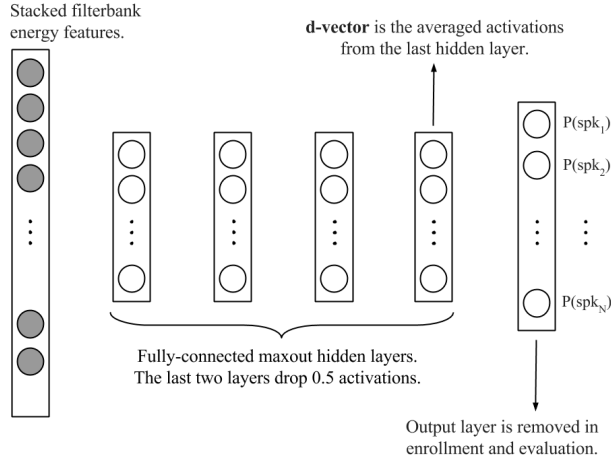 Stacked filterbank
energy features.
d-vector is the averaged activations
from the last hidden layer.
P(spk₁)
P(spk₂)
P(spk_N)
Fully-connected maxout hidden layers.
The last two layers drop 0.5 activations.
Output layer is removed in
enrollment and evaluation.